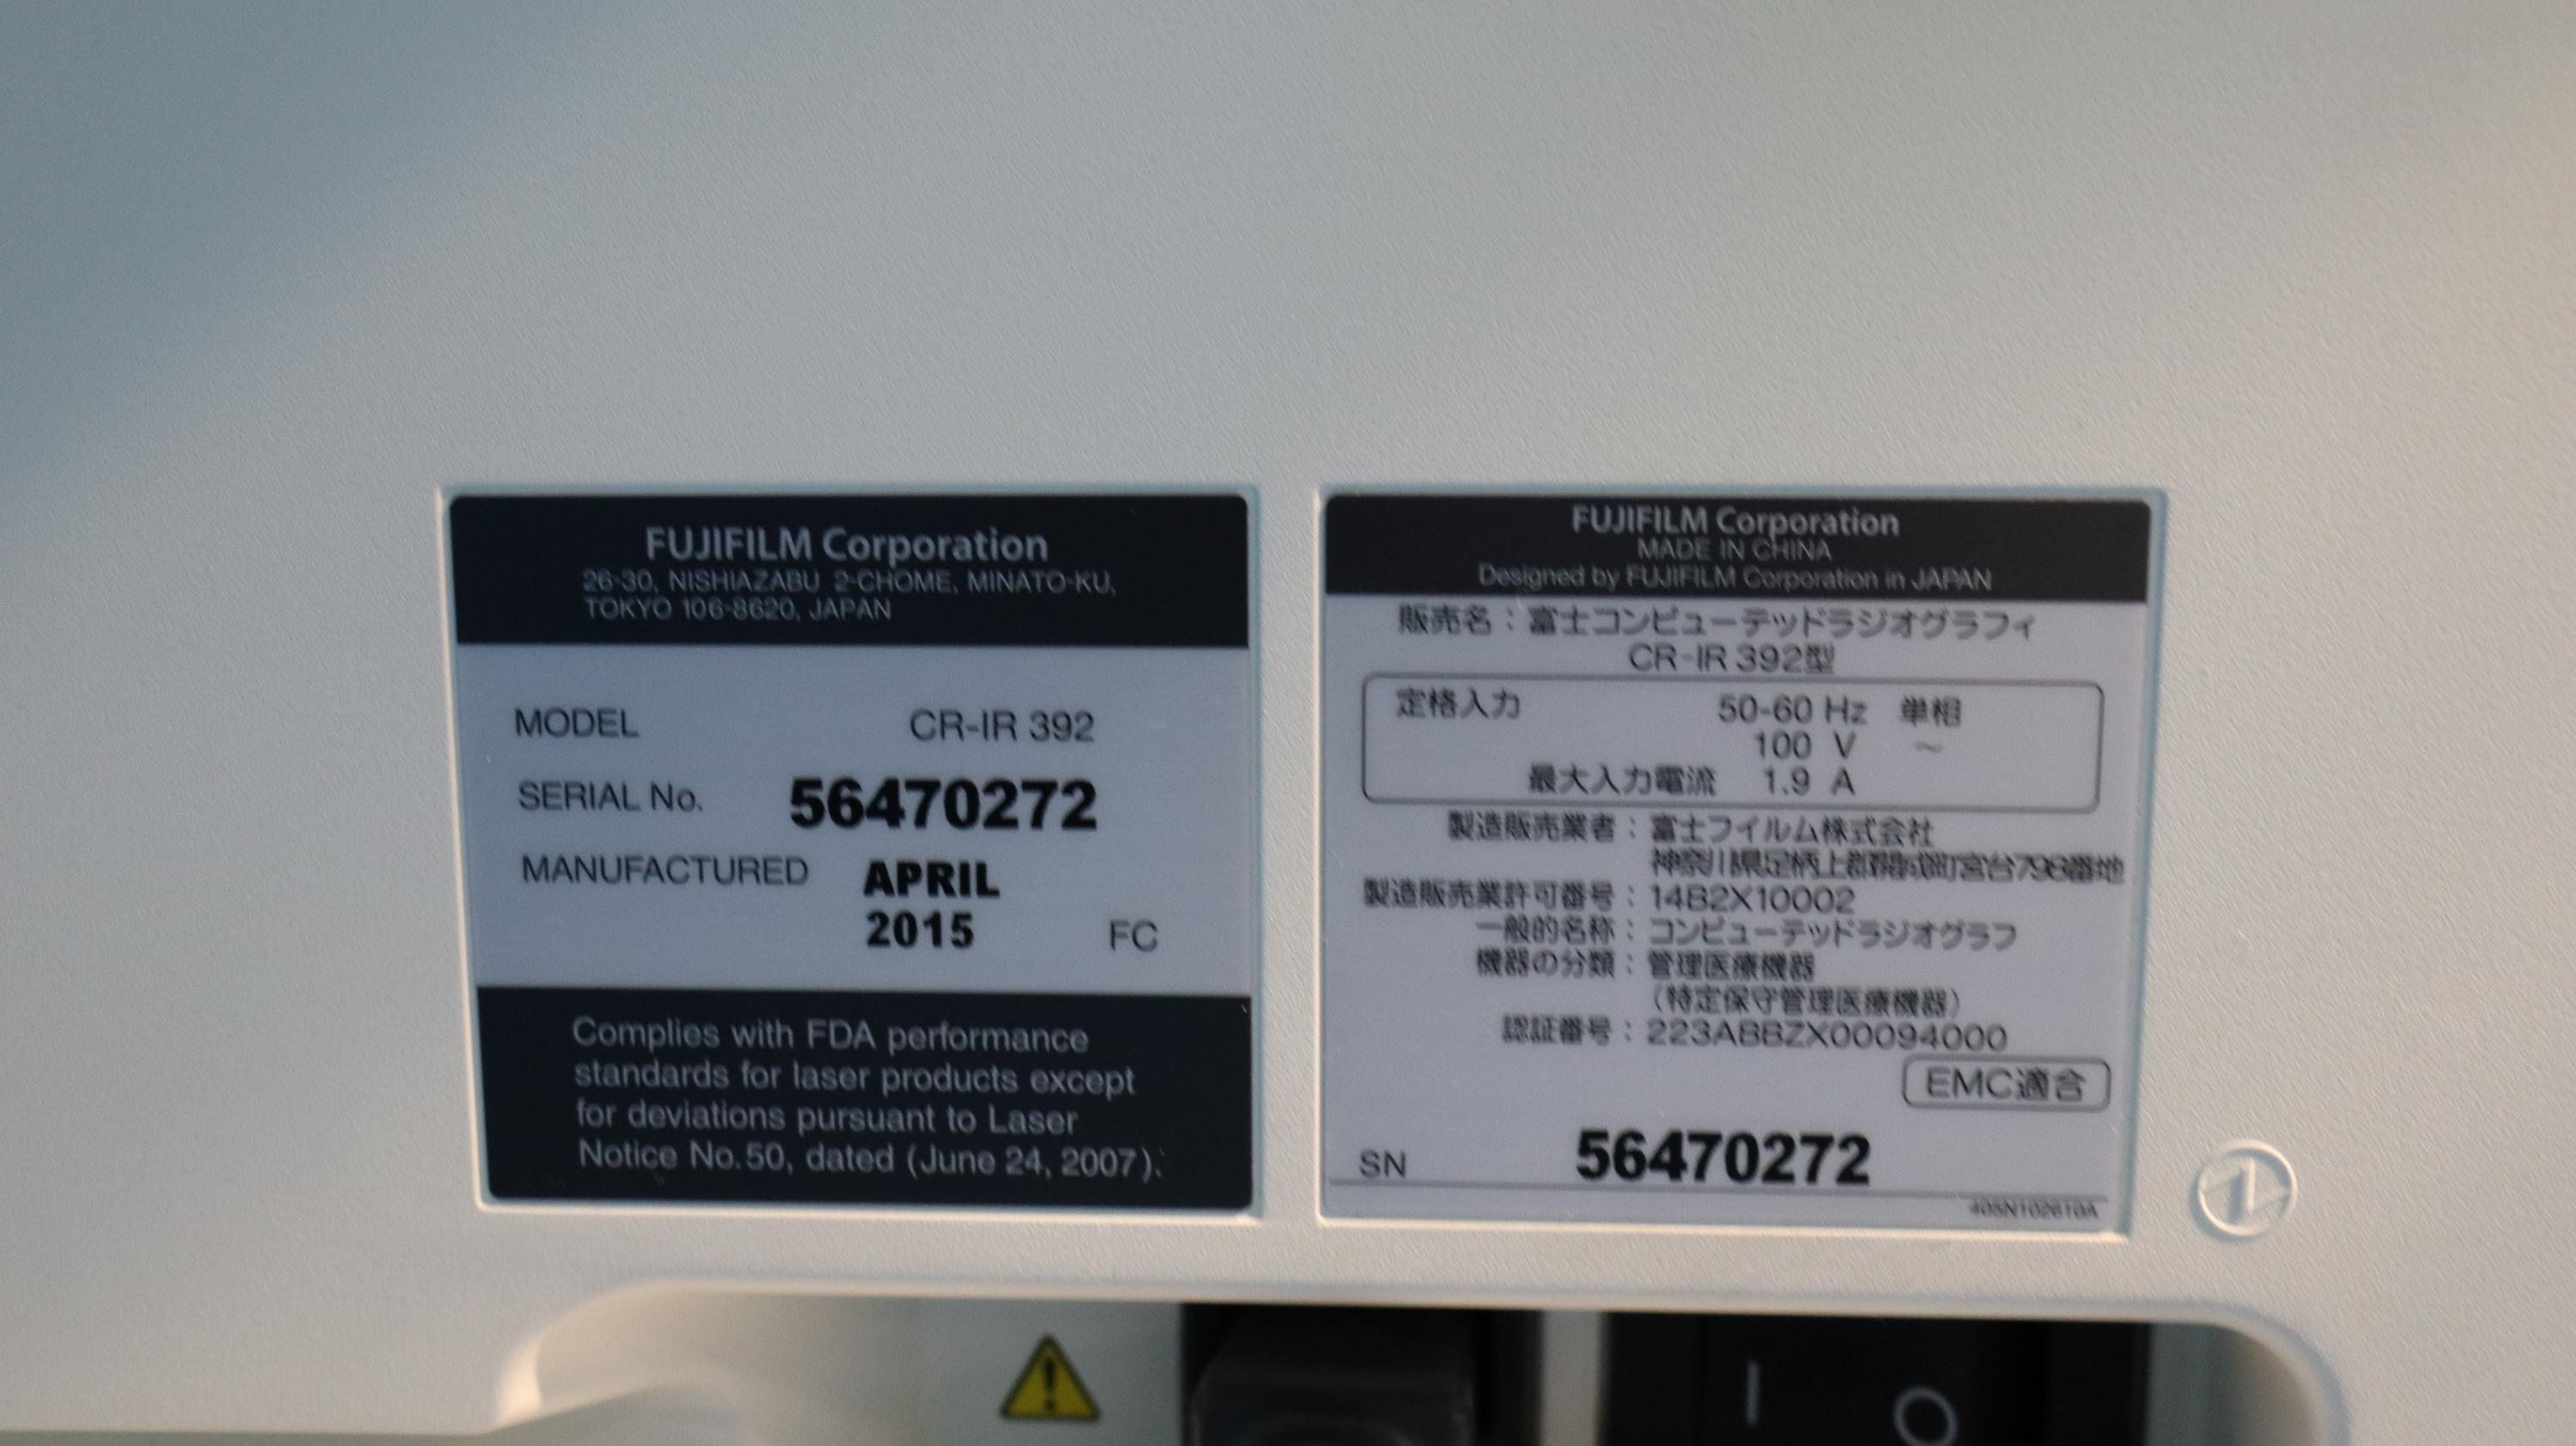 FUJIFILM Corporation
26-30, NISHIAZABU 2-CHOME, MINATO-KU,
TOKYO 106-8620, JAPAN
MODEL CR-IR 392
SERIAL No. 56470272
MANUFACTURED APRIL
2015 FC
Complies with FDA performance
standards for laser products except
for deviations pursuant to Laser
Notice No.50, dated (June 24, 2007).
FUJIFILM Corporation
MADE IN CHINA
Designed by FUJIFILM Corporation in JAPAN
販売名：富士コンピューテッドラジオグラフィ
CR-IR 392型
定格入力 50-60 Hz 単相
100 V ～
最大入力電流 1.9 A
製造販売業者：富士フイルム株式会社
神奈川県足柄上郡開成町宮台798番地
製造販売業許可番号：14B2X10002
一般的名称：コンピューテッドラジオグラフ
機器の分類：管理医療機器
（特定保守管理医療機器）
認証番号：223ABBZX00094000
EMC適合
SN 56470272
405N102610A